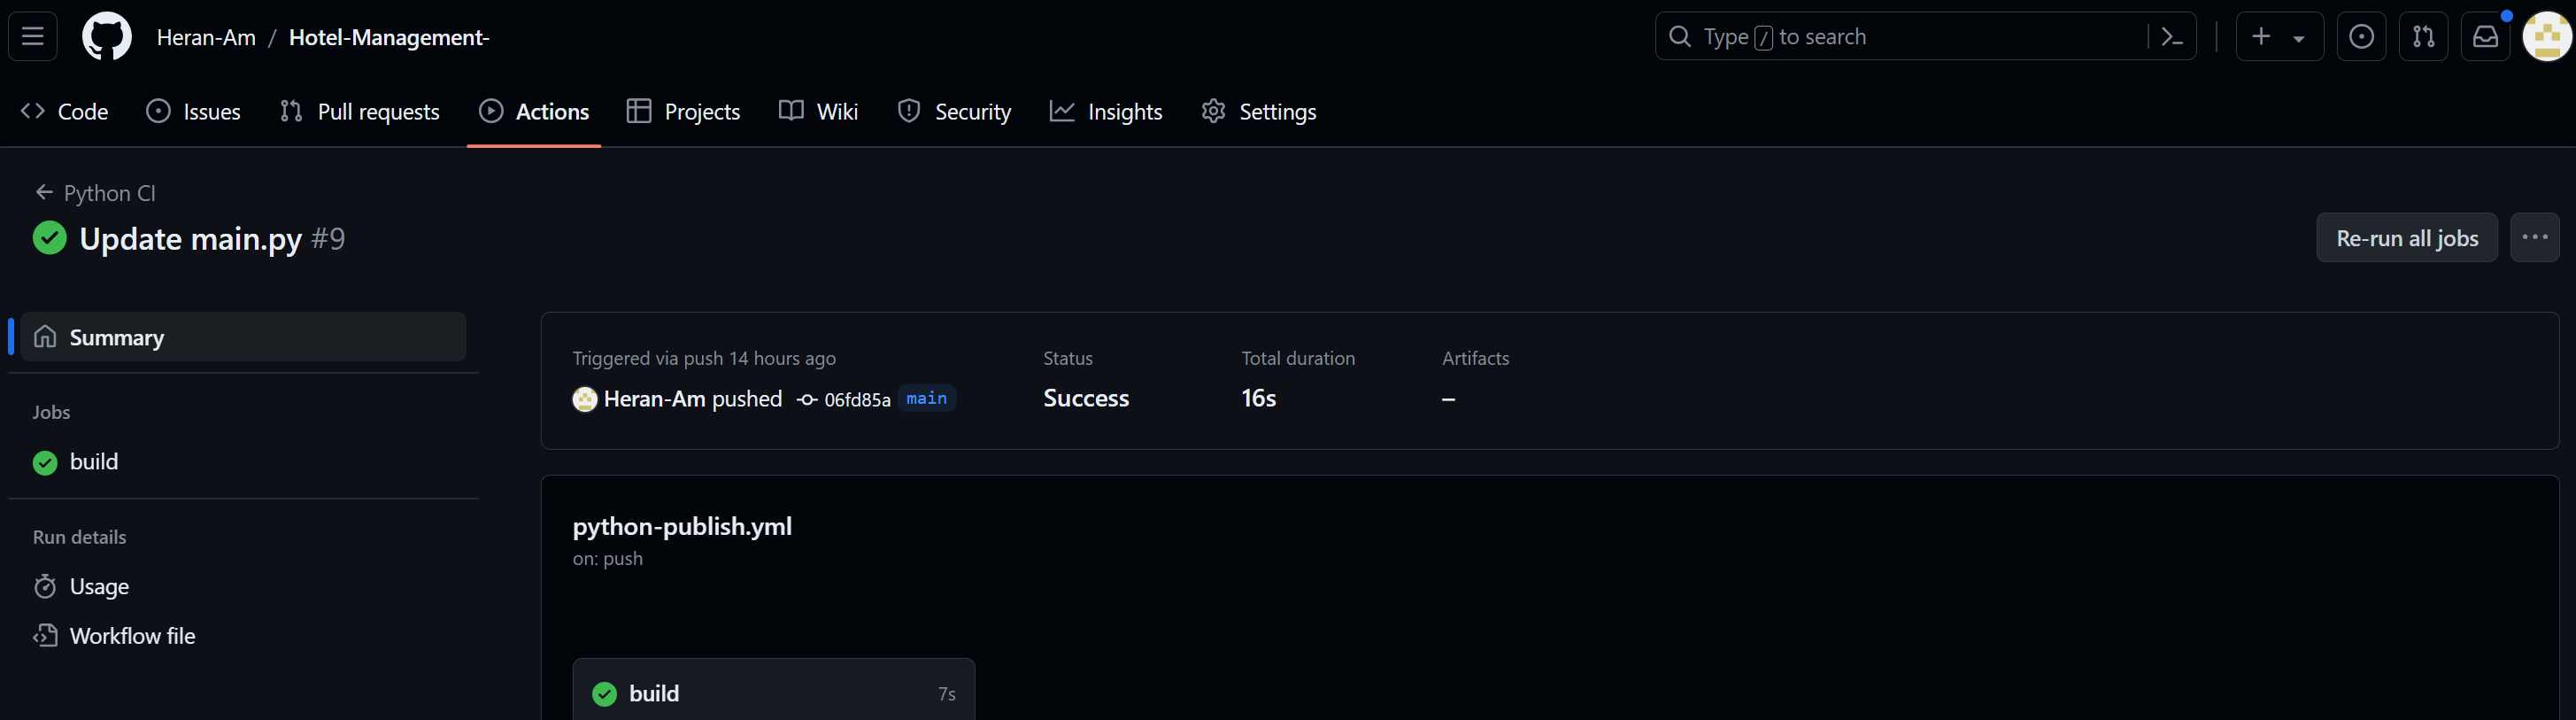 Heran-Am / Hotel-Management-
Type / to search
Code Issues Pull requests Actions Projects Wiki Security Insights Settings
Python CI
Update main.py #9
Re-run all jobs
Summary
Jobs
build
Run details
Usage
Workflow file
Triggered via push 14 hours ago
Heran-Am pushed 06fd85a main
Status
Success
Total duration
16s
Artifacts
–
python-publish.yml
on: push
build 7s